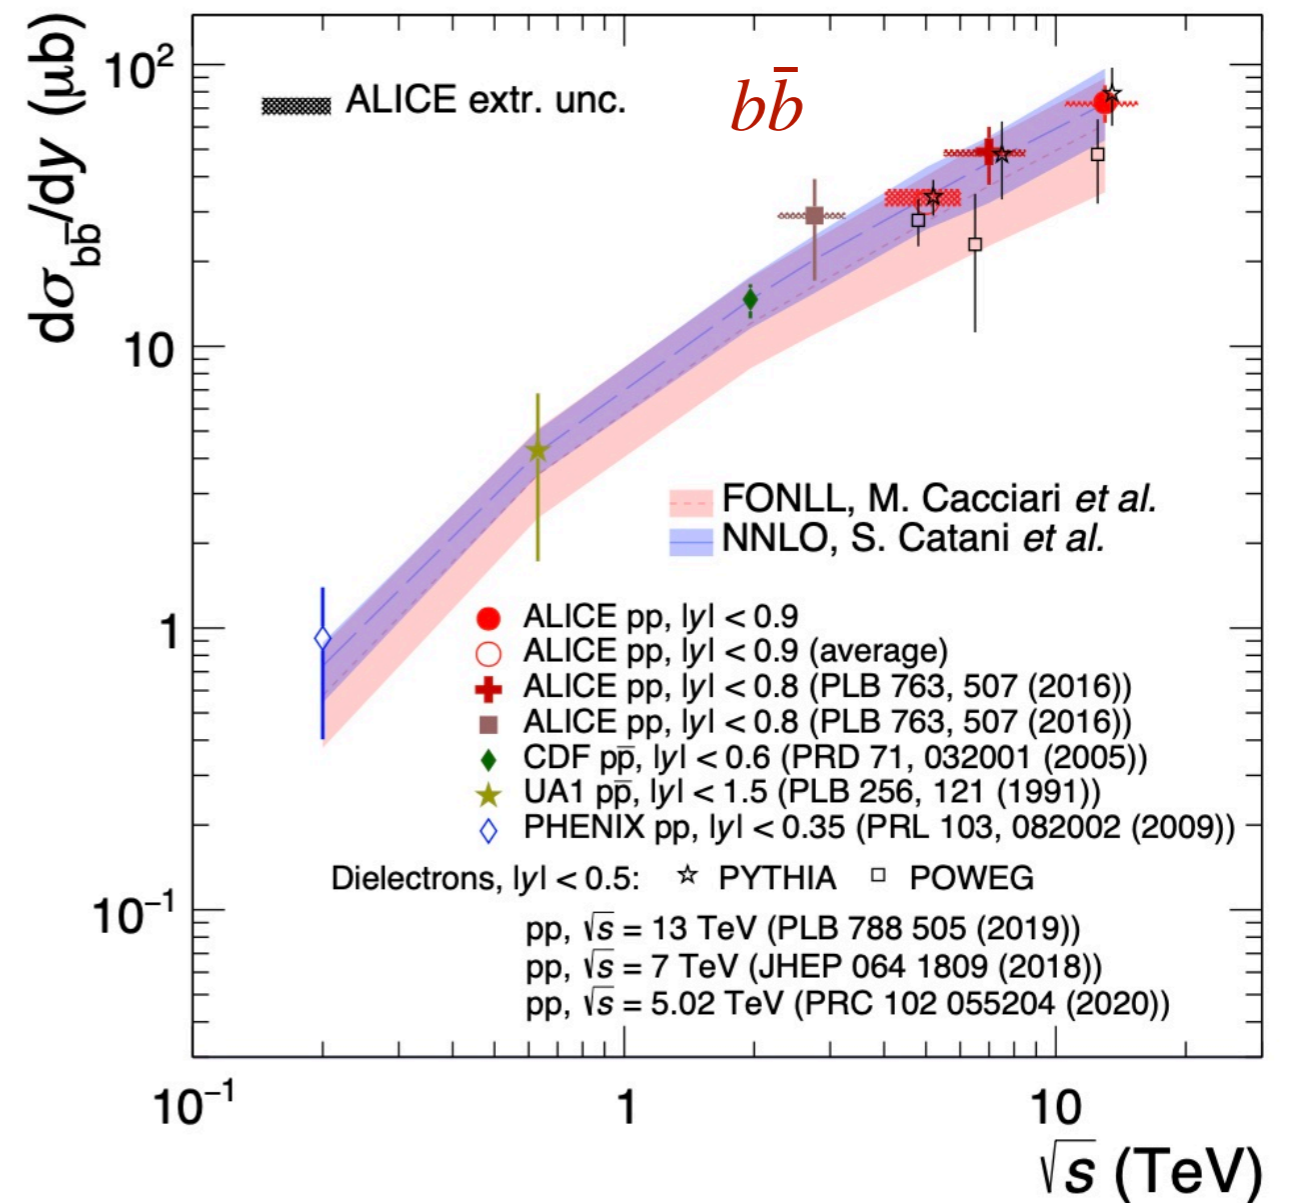 dσbb̄/dy (μb)
10²
10
1
10⁻¹
ALICE extr. unc.
bb̄
FONLL, M. Cacciari et al.
NNLO, S. Catani et al.
ALICE pp, |y| < 0.9
ALICE pp, |y| < 0.9 (average)
ALICE pp, |y| < 0.8 (PLB 763, 507 (2016))
ALICE pp, |y| < 0.8 (PLB 763, 507 (2016))
CDF pp̄, |y| < 0.6 (PRD 71, 032001 (2005))
UA1 pp̄, |y| < 1.5 (PLB 256, 121 (1991))
PHENIX pp, |y| < 0.35 (PRL 103, 082002 (2009))
Dielectrons, |y| < 0.5: PYTHIA POWEG
pp, √s = 13 TeV (PLB 788 505 (2019))
pp, √s = 7 TeV (JHEP 064 1809 (2018))
pp, √s = 5.02 TeV (PRC 102 055204 (2020))
10⁻¹ 1 10
√s (TeV)